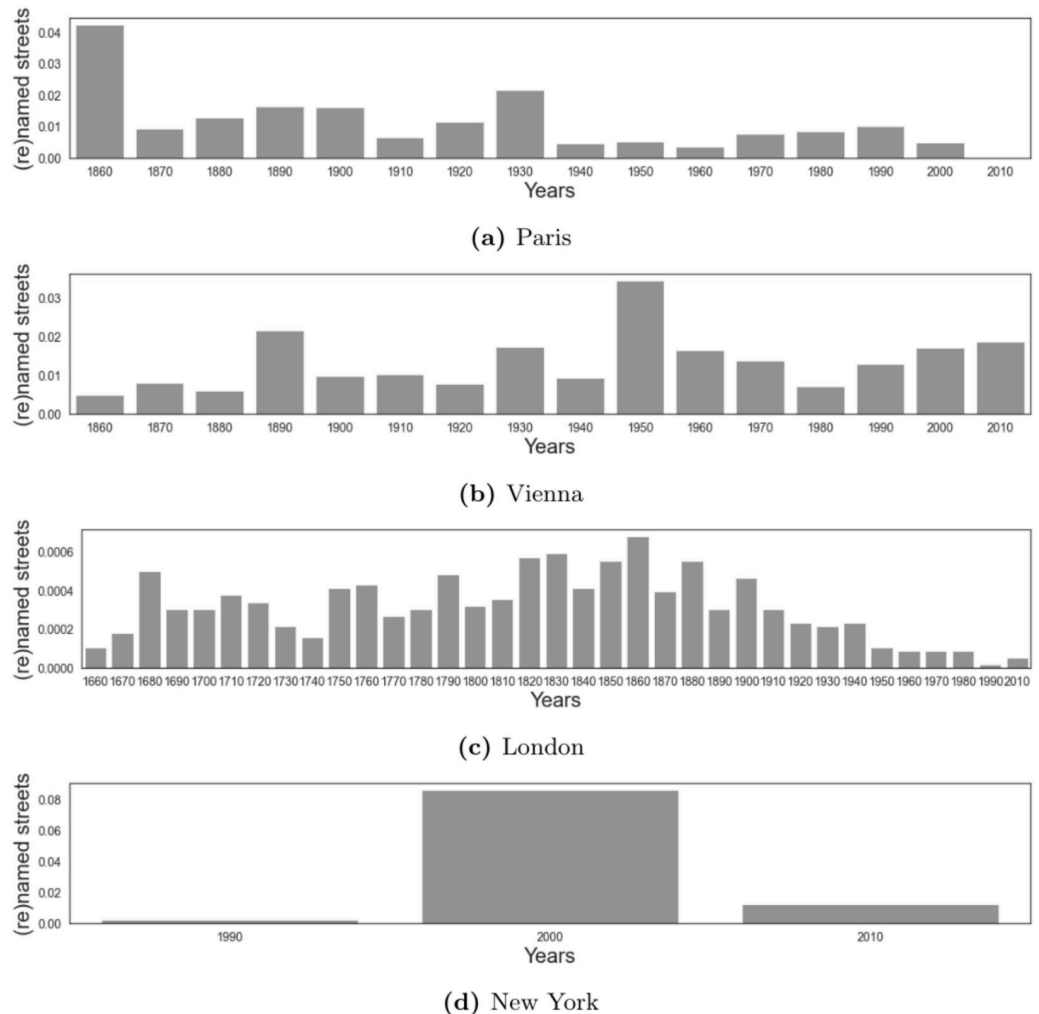 (re)named streets
0.04
0.03
0.02
0.01
0.00
1860 1870 1880 1890 1900 1910 1920 1930 1940 1950 1960 1970 1980 1990 2000 2010
Years
(a) Paris
(re)named streets
0.03
0.02
0.01
0.00
1860 1870 1880 1890 1900 1910 1920 1930 1940 1950 1960 1970 1980 1990 2000 2010
Years
(b) Vienna
(re)named streets
0.0006
0.0004
0.0002
0.0000
1660 1670 1680 1690 1700 1710 1720 1730 1740 1750 1760 1770 1780 1790 1800 1810 1820 1830 1840 1850 1860 1870 1880 1890 1900 1910 1920 1930 1940 1950 1960 1970 1980 1990 2010
Years
(c) London
(re)named streets
0.08
0.06
0.04
0.02
0.00
1990 2000 2010
Years
(d) New York